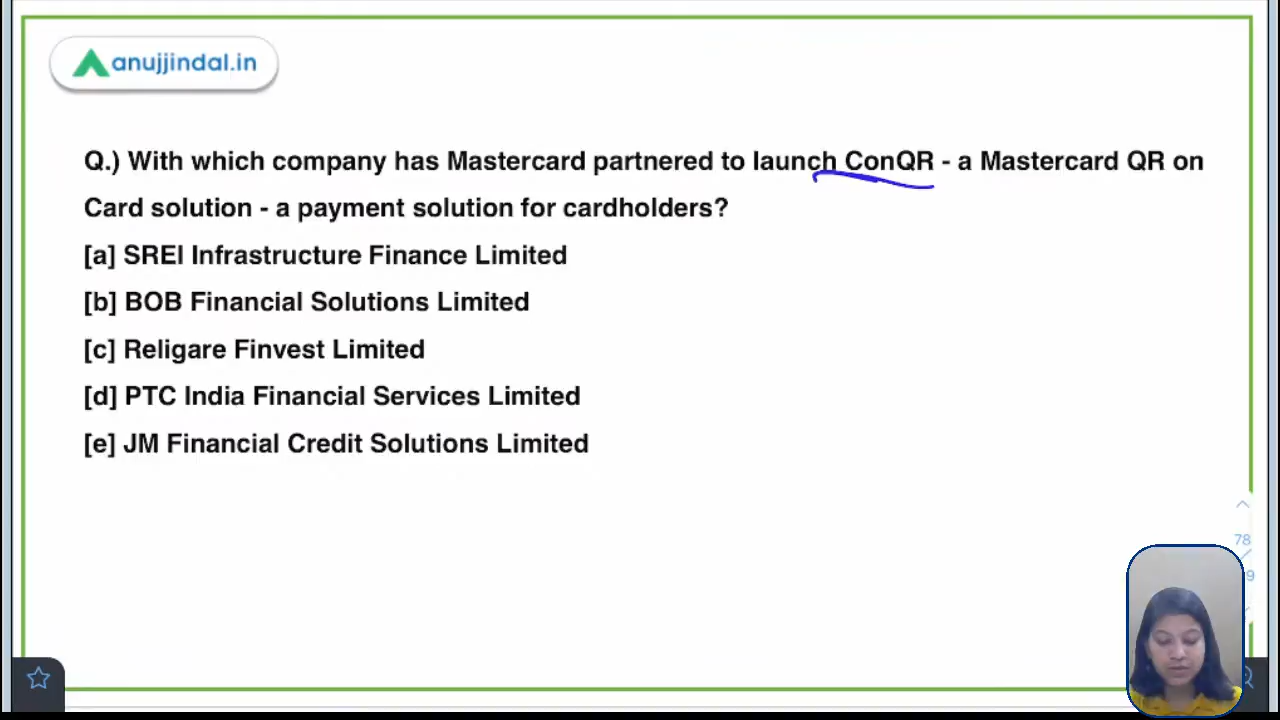 anujjindal.in
Q.) With which company has Mastercard partnered to launch ConQR - a Mastercard QR on
Card solution - a payment solution for cardholders?
[a] SREI Infrastructure Finance Limited
[b] BOB Financial Solutions Limited
[c] Religare Finvest Limited
[d] PTC India Financial Services Limited
[e] JM Financial Credit Solutions Limited
78